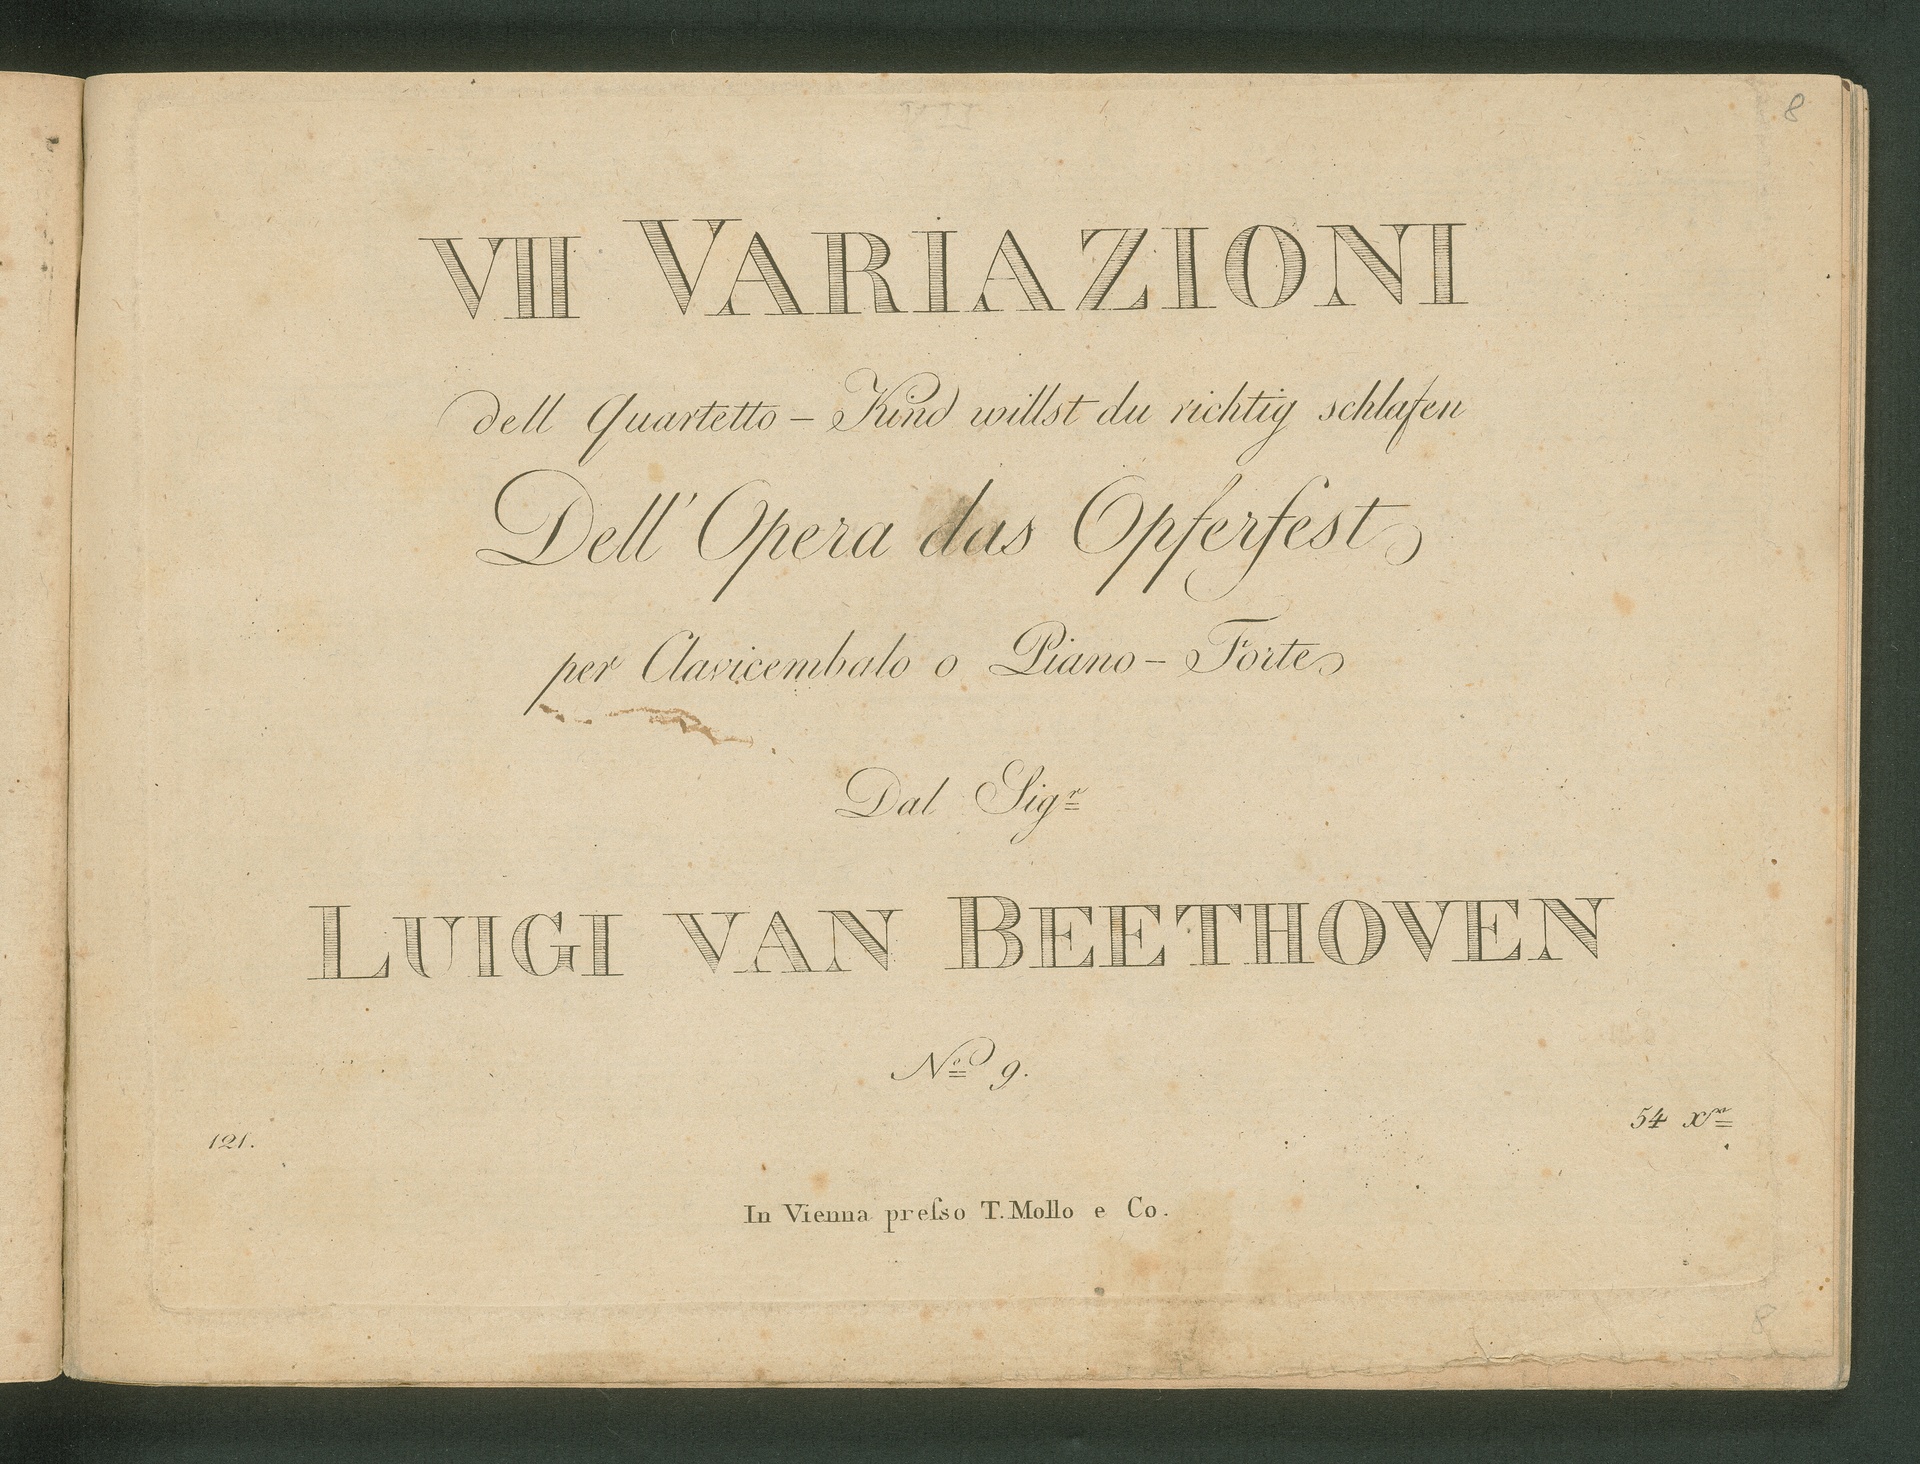 8
VII VARIAZIONI
dell Quartetto – Kind willst du richtig schlafen
Dell' Opera das Opferfest
per Clavicembalo o Piano – Forte
Dal Sigr
LUIGI VAN BEETHOVEN
No 9.
121.
54 Xr
In Vienna preſso T. Mollo e Co.
8